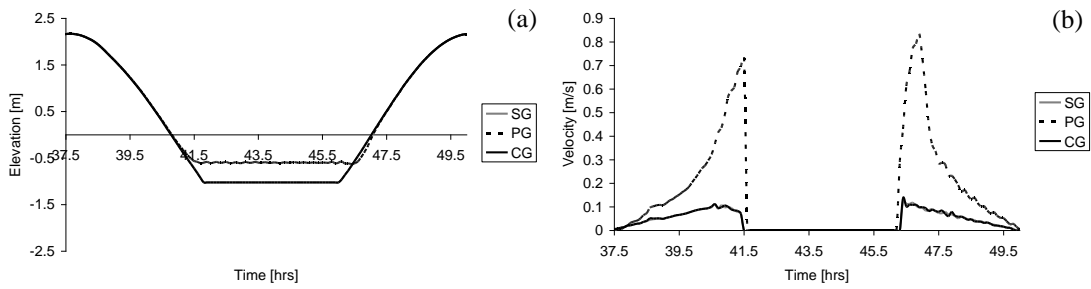 (a)
Elevation [m]
2.5
1.5
0.5
-0.5
-1.5
-2.5
37.5 39.5 41.5 43.5 45.5 47.5 49.5
Time [hrs]
SG
PG
CG
(b)
Velocity [m/s]
0.9
0.8
0.7
0.6
0.5
0.4
0.3
0.2
0.1
0
37.5 39.5 41.5 43.5 45.5 47.5 49.5
Time [hrs]
SG
PG
CG